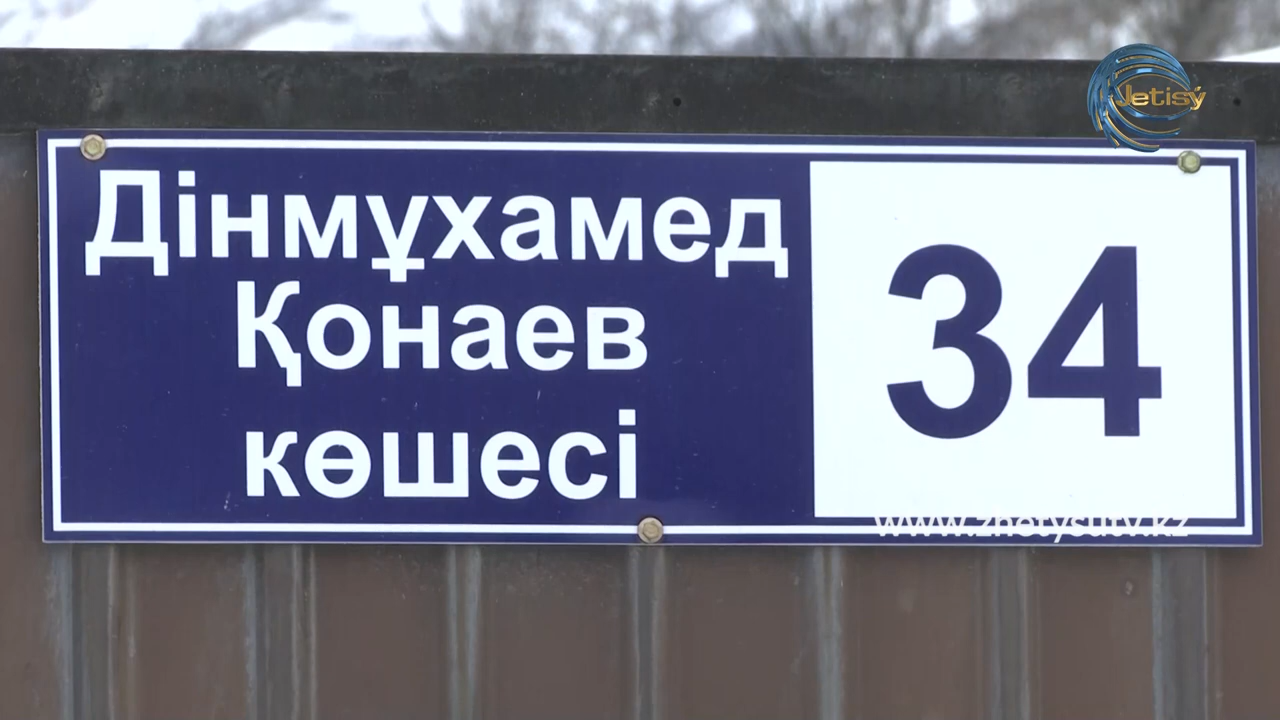 Jetisý
Дінмұхамед
Қонаев
көшесі
34
www.zhetysutv.kz